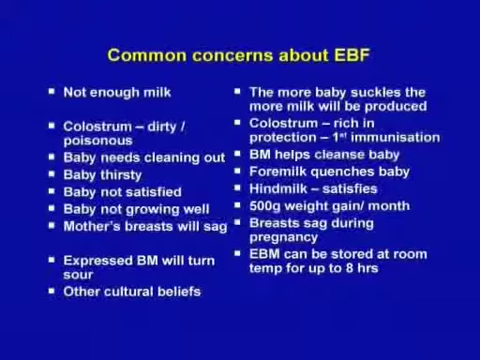 Common concerns about EBF
Not enough milk
Colostrum – dirty /
poisonous
Baby needs cleaning out
Baby thirsty
Baby not satisfied
Baby not growing well
Mother's breasts will sag
Expressed BM will turn
sour
Other cultural beliefs
The more baby suckles the
more milk will be produced
Colostrum – rich in
protection – 1st immunisation
BM helps cleanse baby
Foremilk quenches baby
Hindmilk – satisfies
500g weight gain/ month
Breasts sag during
pregnancy
EBM can be stored at room
temp for up to 8 hrs